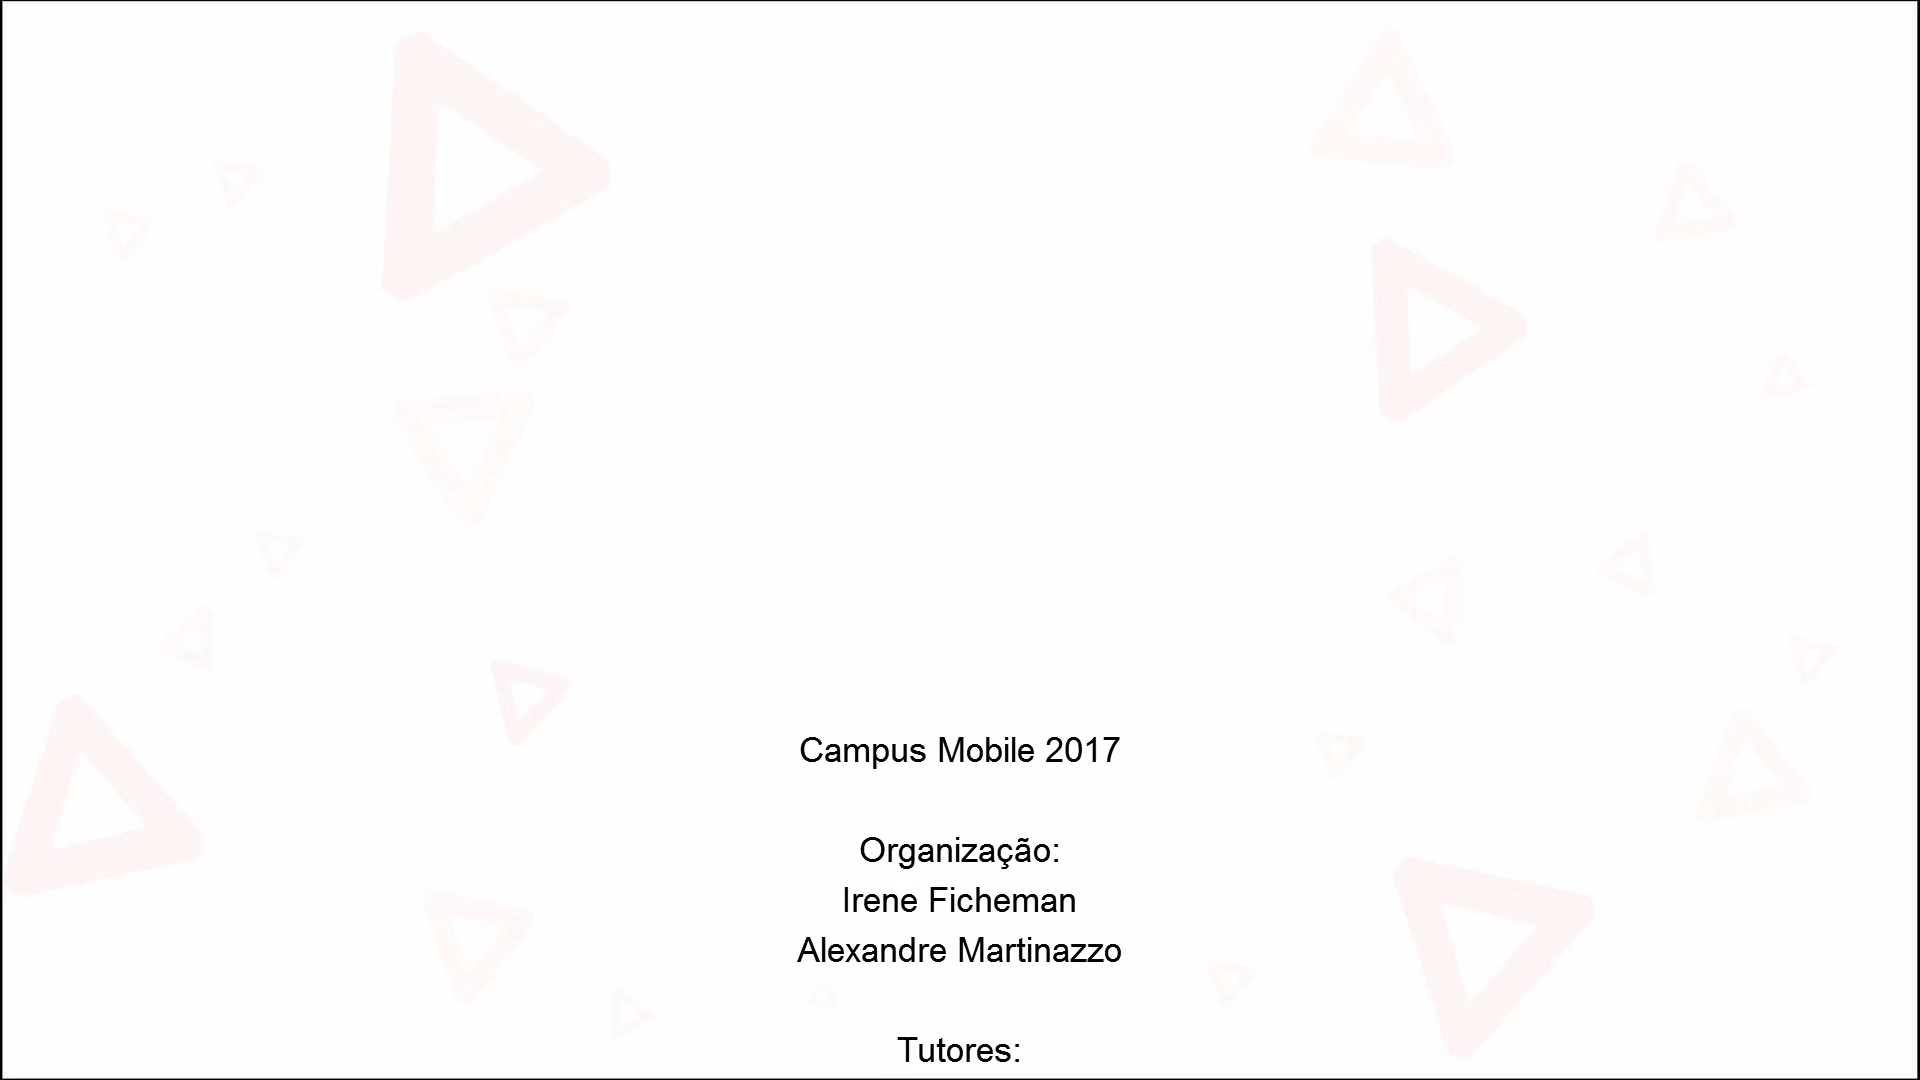 Campus Mobile 2017
Organização:
Irene Ficheman
Alexandre Martinazzo
Tutores: